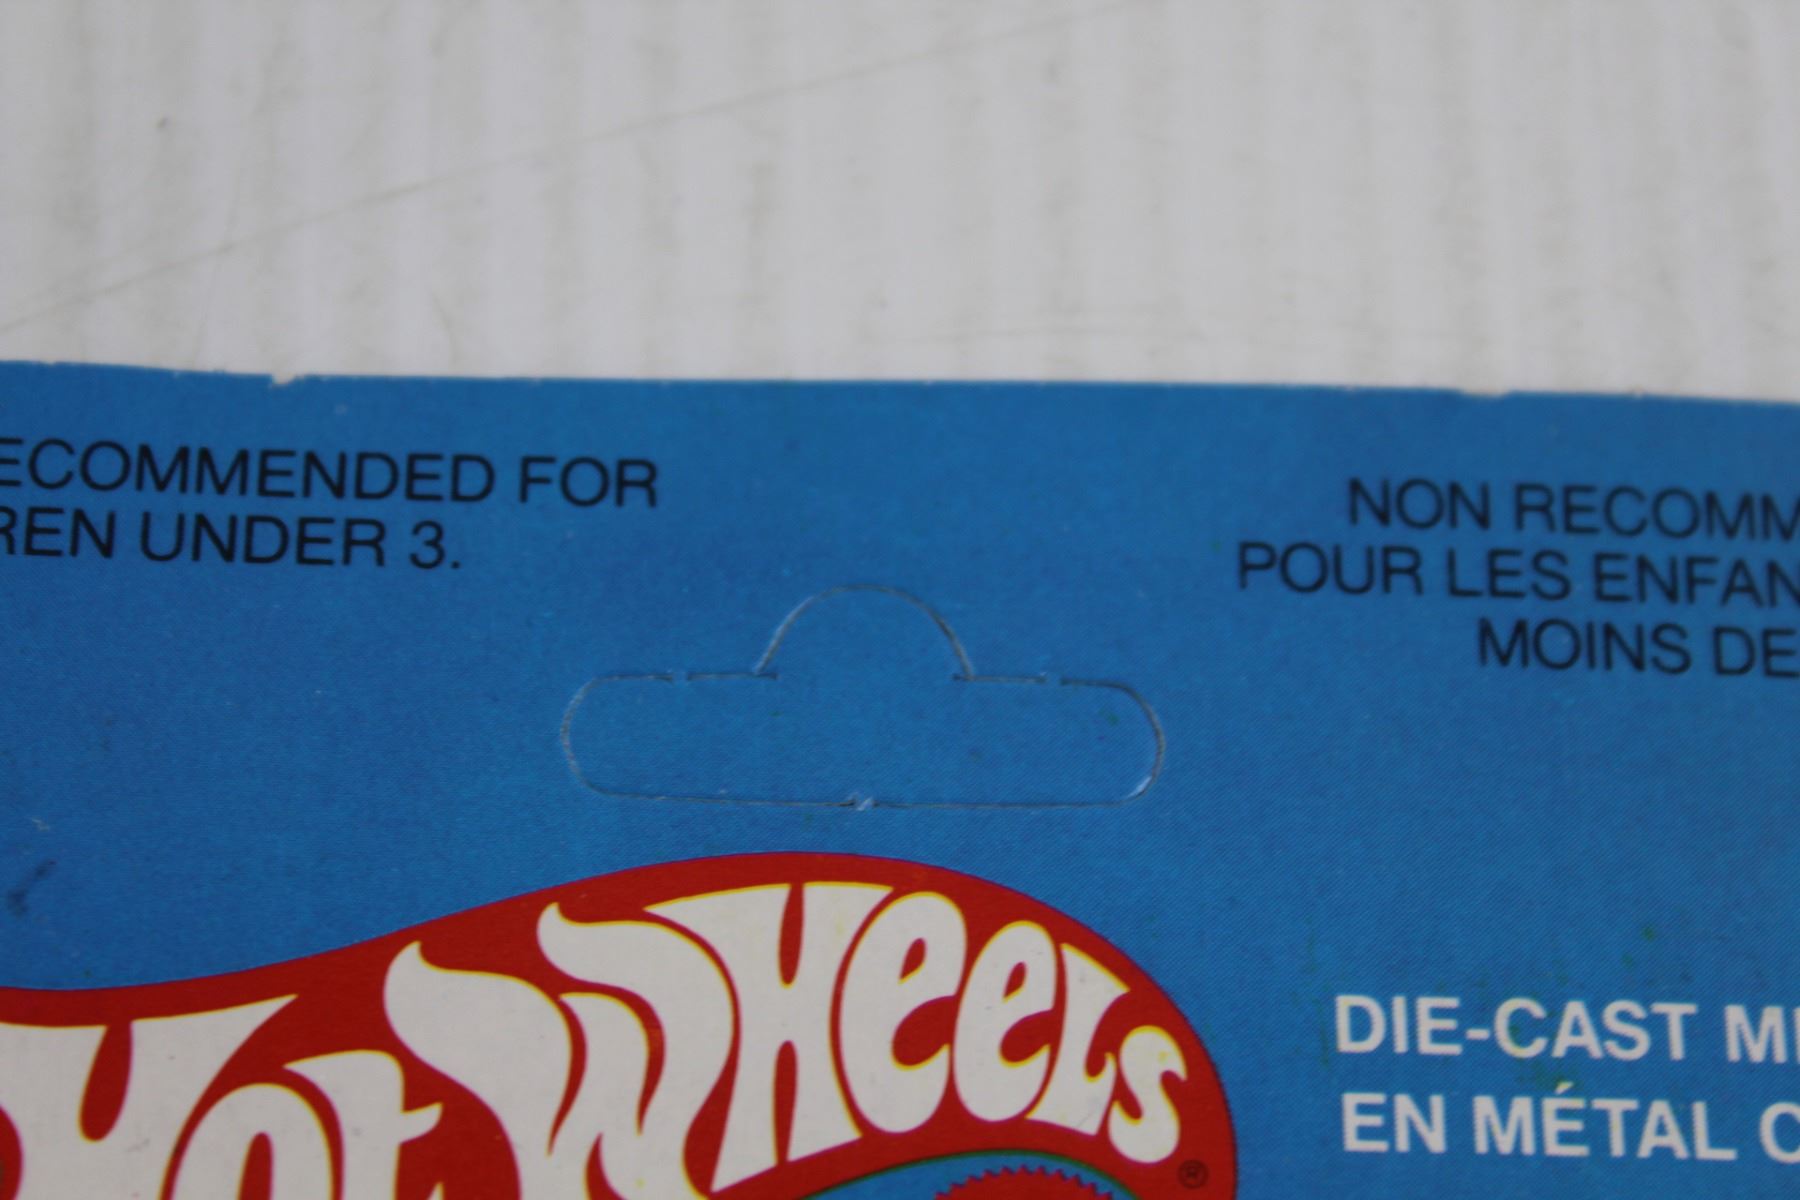 ECOMMENDED FOR
REN UNDER 3.
NON RECOMM
POUR LES ENFAN
MOINS DE
Hot Wheels ®
DIE-CAST M
EN MÉTAL C